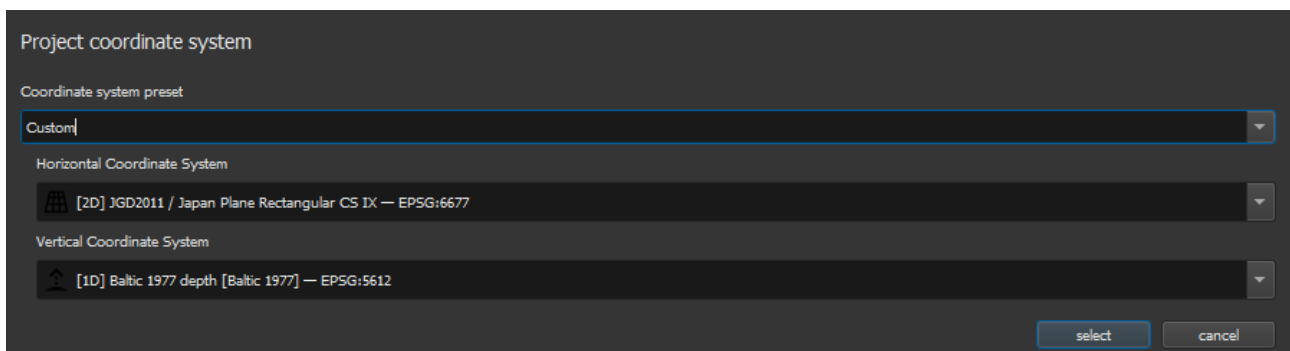 Project coordinate system
Coordinate system preset
Custom
Horizontal Coordinate System
[2D] JGD2011 / Japan Plane Rectangular CS IX — EPSG:6677
Vertical Coordinate System
[1D] Baltic 1977 depth [Baltic 1977] — EPSG:5612
select cancel